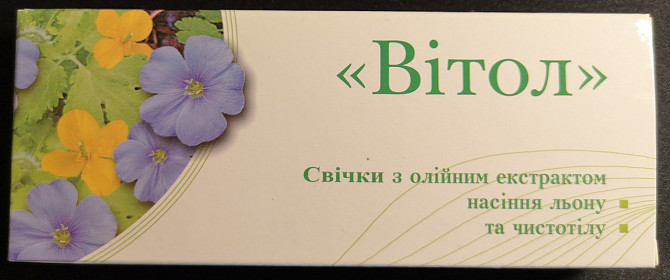 «Вітол»
Свічки з олійним екстрактом
насіння льону
та чистотілу